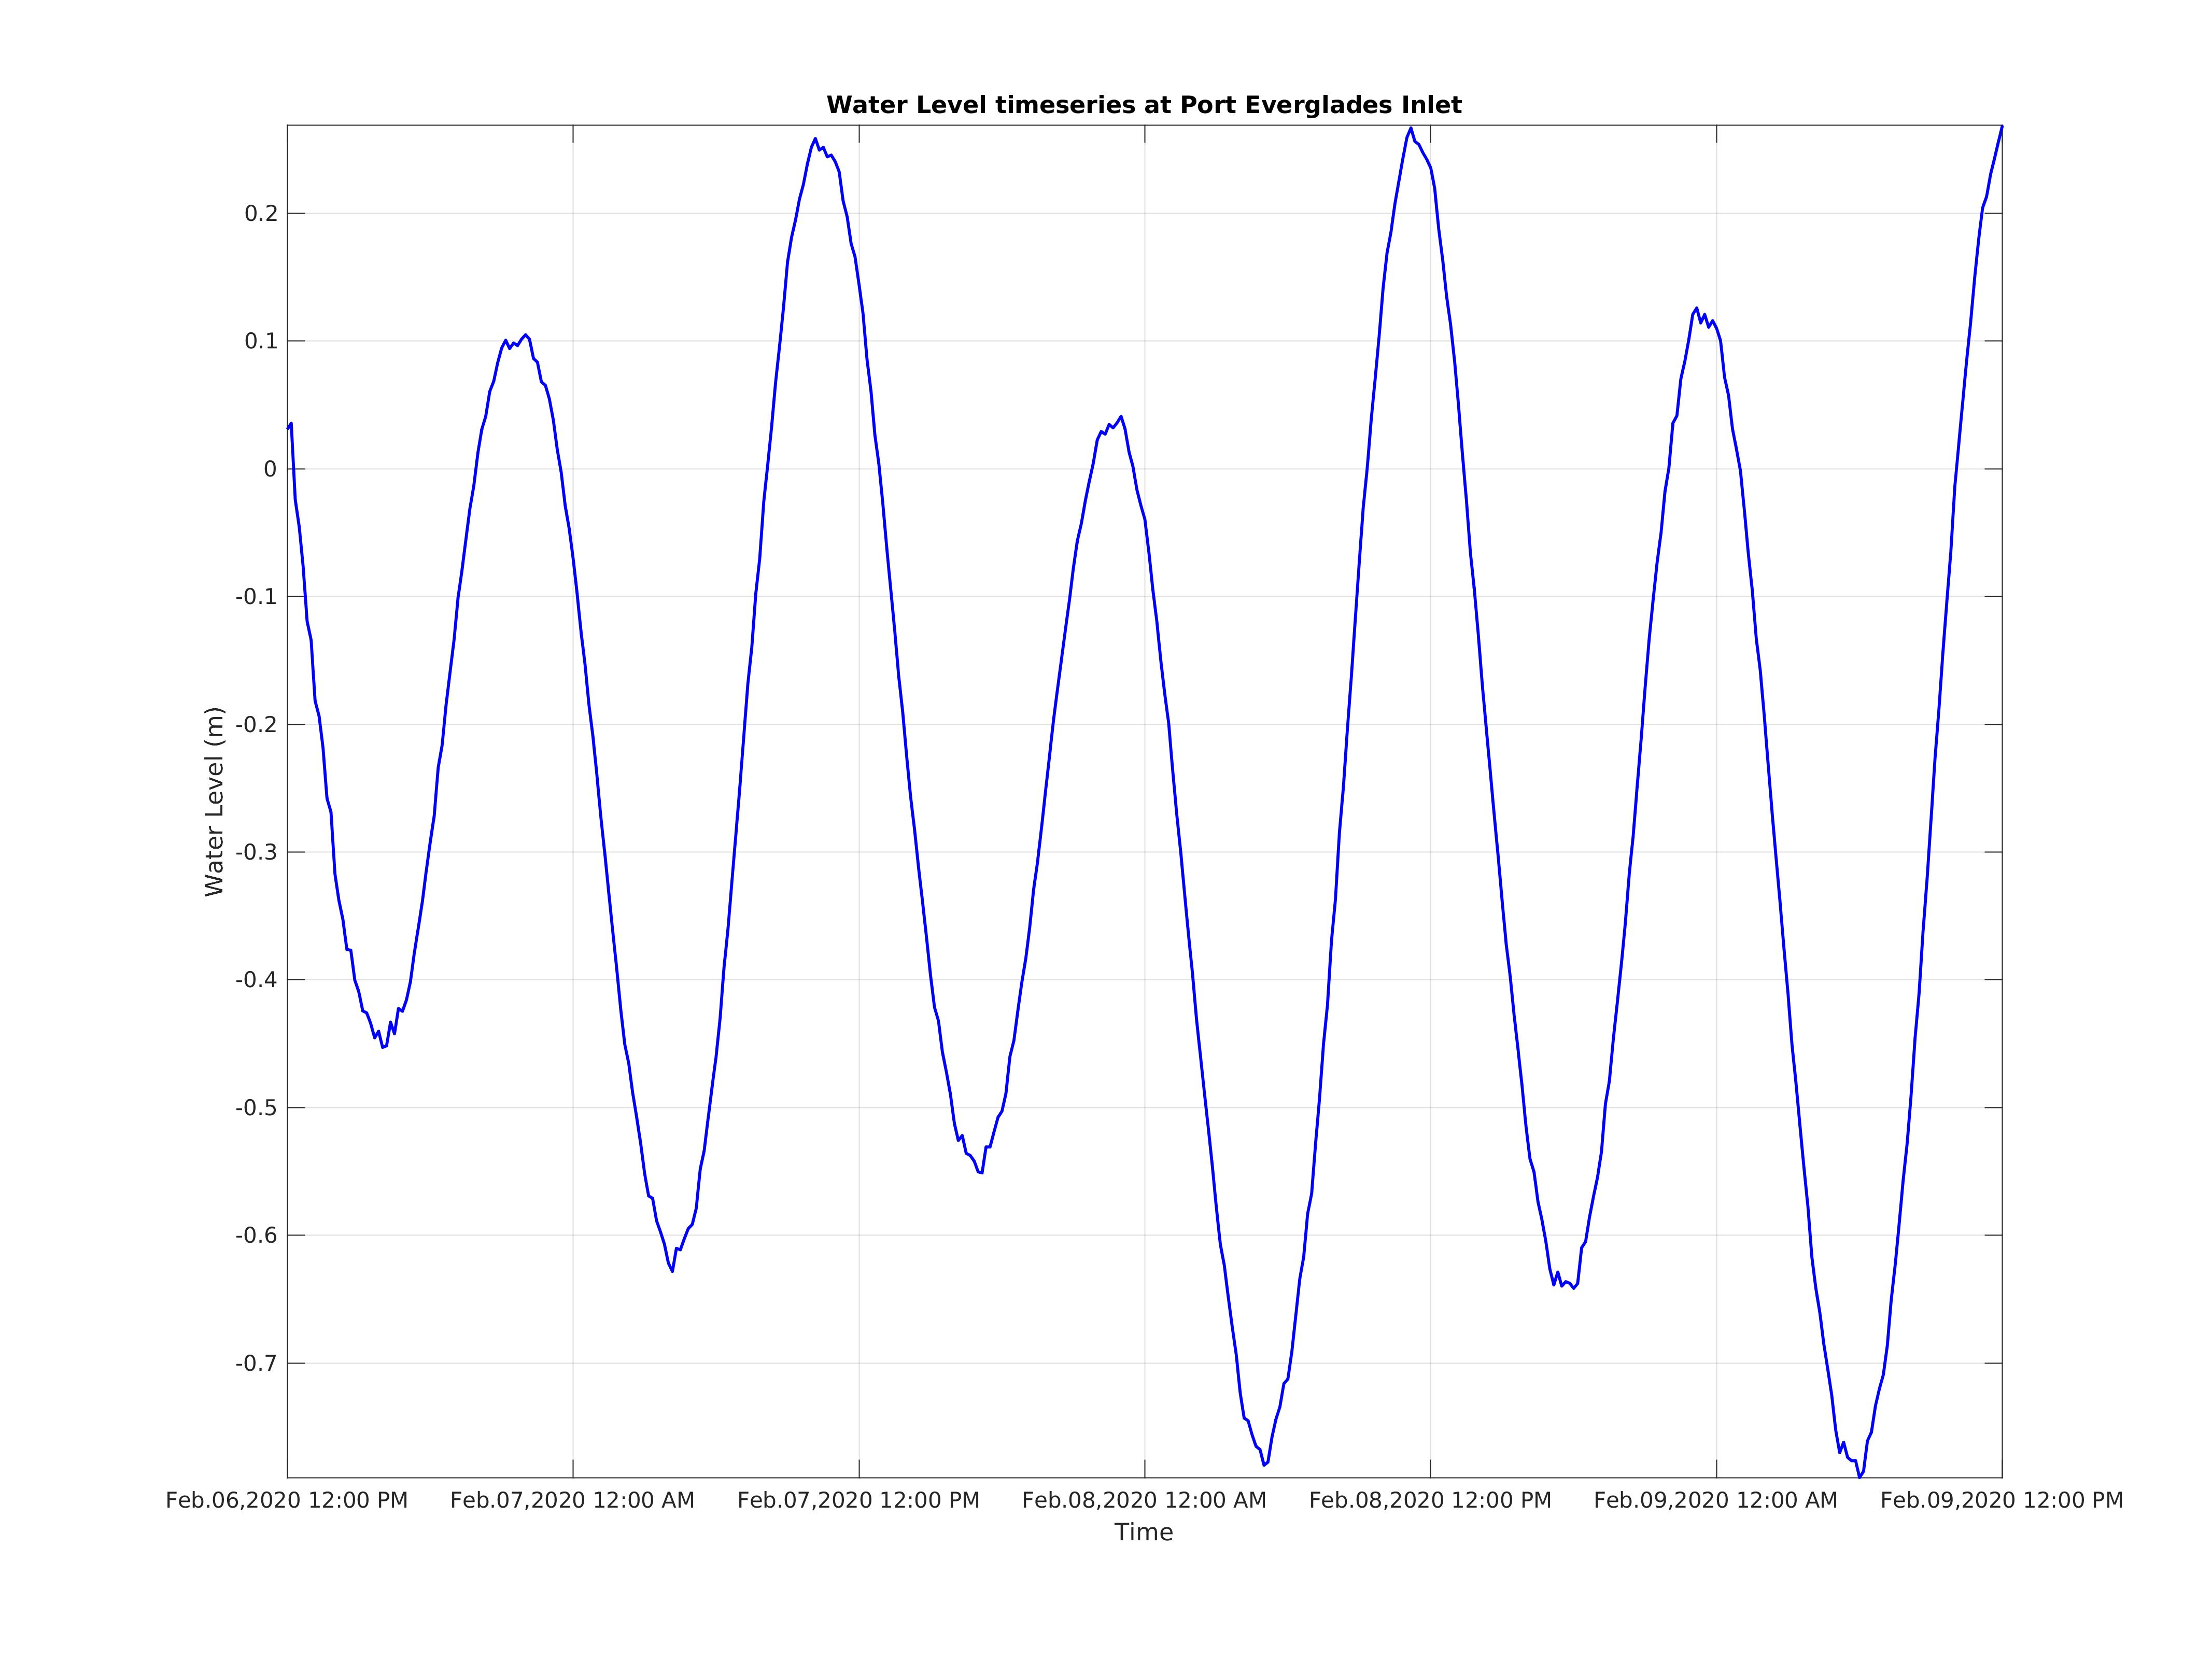 Water Level timeseries at Port Everglades Inlet
0.2
0.1
0
-0.1
-0.2
-0.3
-0.4
-0.5
-0.6
-0.7
Water Level (m)
Feb.06,2020 12:00 PM
Feb.07,2020 12:00 AM
Feb.07,2020 12:00 PM
Feb.08,2020 12:00 AM
Feb.08,2020 12:00 PM
Feb.09,2020 12:00 AM
Feb.09,2020 12:00 PM
Time